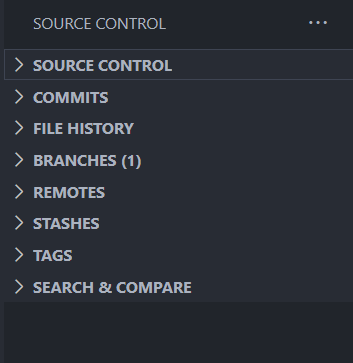 SOURCE CONTROL
SOURCE CONTROL
COMMITS
FILE HISTORY
BRANCHES (1)
REMOTES
STASHES
TAGS
SEARCH & COMPARE